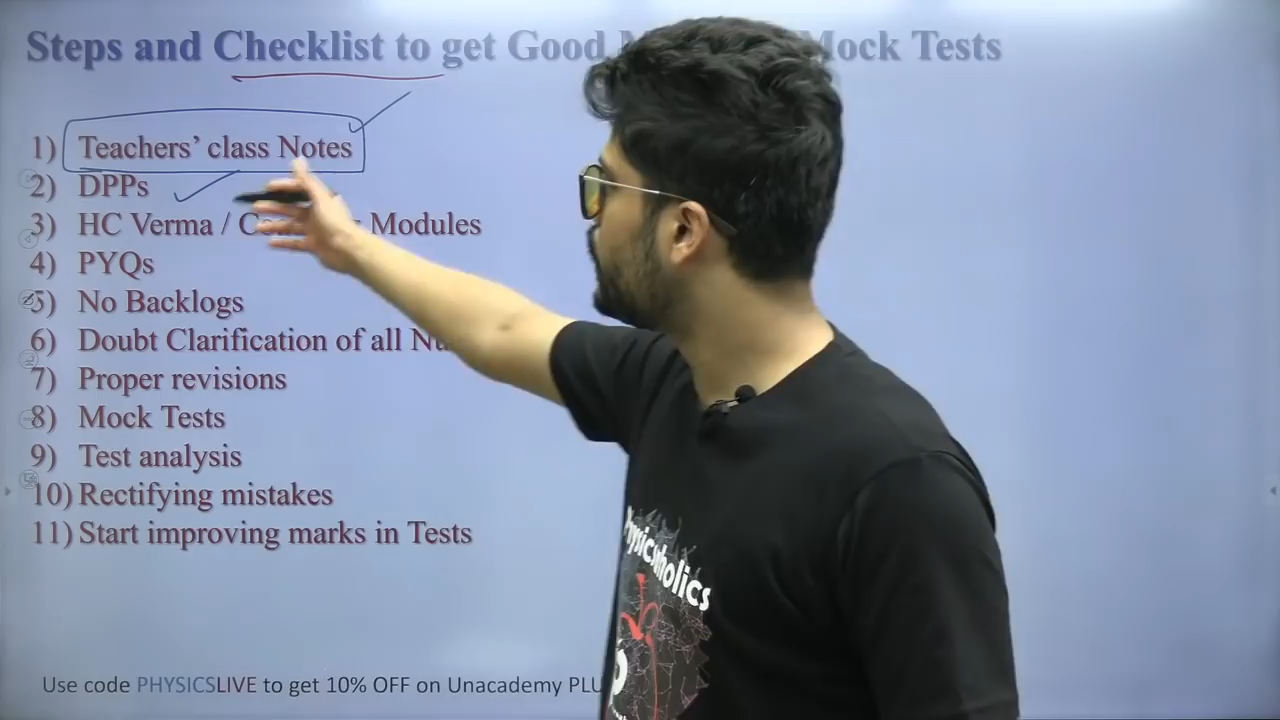 Steps and Checklist to get Good Mock Tests
1) Teachers’ class Notes
2) DPPs
3) HC Verma / Modules
4) PYQs
5) No Backlogs
6) Doubt Clarification of all
7) Proper revisions
8) Mock Tests
9) Test analysis
10) Rectifying mistakes
11) Start improving marks in Tests
Physicsaholics
Use code PHYSICSLIVE to get 10% OFF on Unacademy